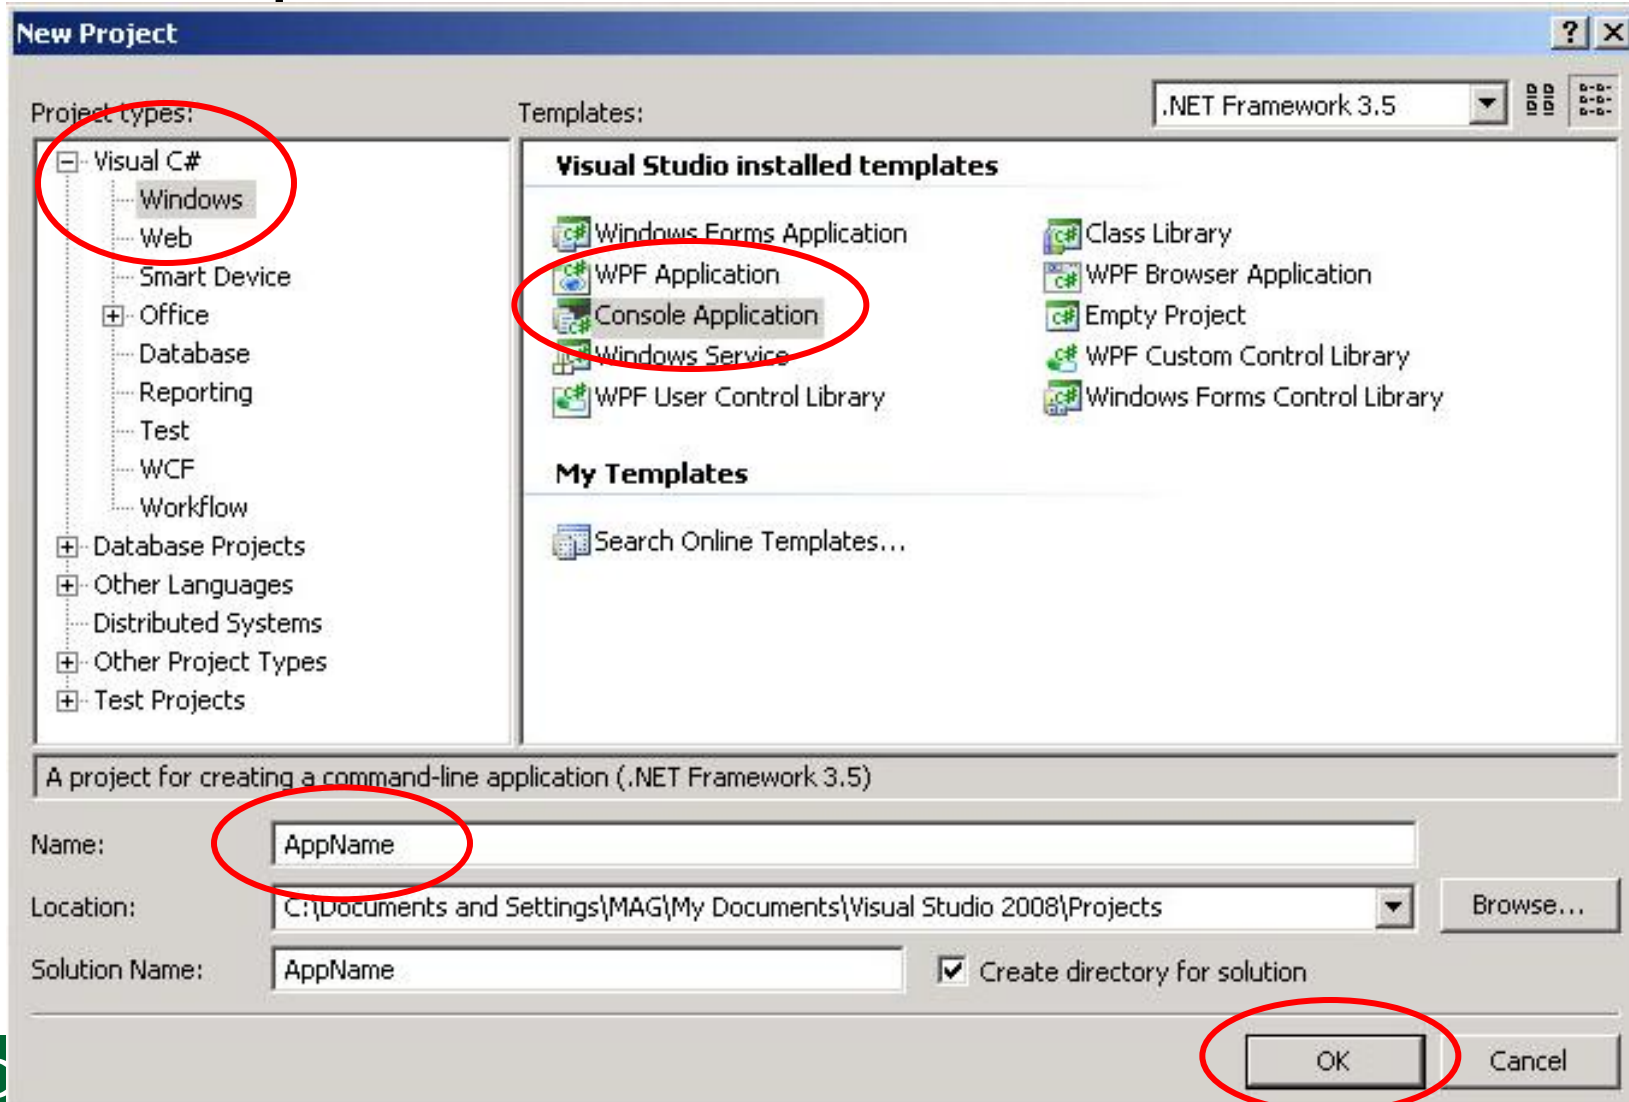 New Project
Project types:
Templates:
.NET Framework 3.5
Visual C#
Windows
Web
Smart Device
Office
Database
Reporting
Test
WCF
Workflow
Database Projects
Other Languages
Distributed Systems
Other Project Types
Test Projects
Visual Studio installed templates
Windows Forms Application
WPF Application
Console Application
Windows Service
WPF User Control Library
Class Library
WPF Browser Application
Empty Project
WPF Custom Control Library
Windows Forms Control Library
My Templates
Search Online Templates...
A project for creating a command-line application (.NET Framework 3.5)
Name:
AppName
Location:
C:\Documents and Settings\MAG\My Documents\Visual Studio 2008\Projects
Browse...
Solution Name:
AppName
Create directory for solution
OK
Cancel